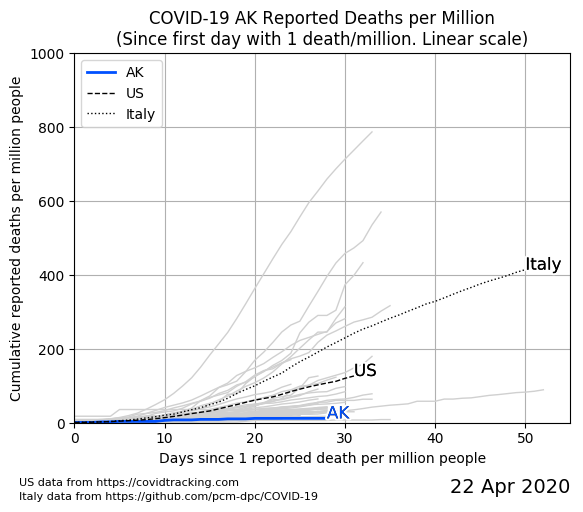 COVID-19 AK Reported Deaths per Million
(Since first day with 1 death/million. Linear scale)
Cumulative reported deaths per million people
1000
800
600
400
200
0
AK
US
Italy
Italy
US
AK
0
10
20
30
40
50
Days since 1 reported death per million people
US data from https://covidtracking.com
Italy data from https://github.com/pcm-dpc/COVID-19
22 Apr 2020